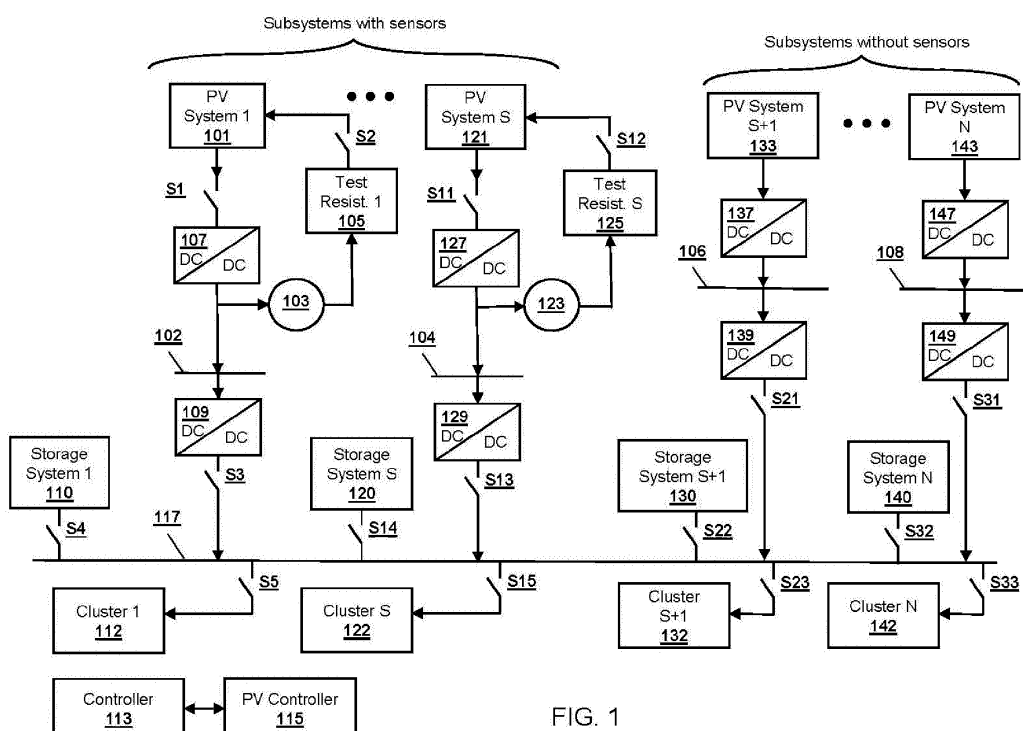 Subsystems with sensors
Subsystems without sensors
PV
System 1
101
S2
Test
Resist. 1
105
S1
107
DC
DC
103
102
109
DC
DC
S3
PV
System S
121
S12
Test
Resist. S
125
S11
127
DC
DC
123
104
129
DC
DC
S13
PV System
S+1
133
137
DC
DC
106
139
DC
DC
S21
PV System
N
143
147
DC
DC
108
149
DC
DC
S31
Storage
System 1
110
S4
117
Storage
System S
120
S14
Storage
System S+1
130
S22
Storage
System N
140
S32
S5
Cluster 1
112
S15
Cluster S
122
S23
Cluster
S+1
132
S33
Cluster N
142
Controller
113
PV Controller
115
FIG. 1